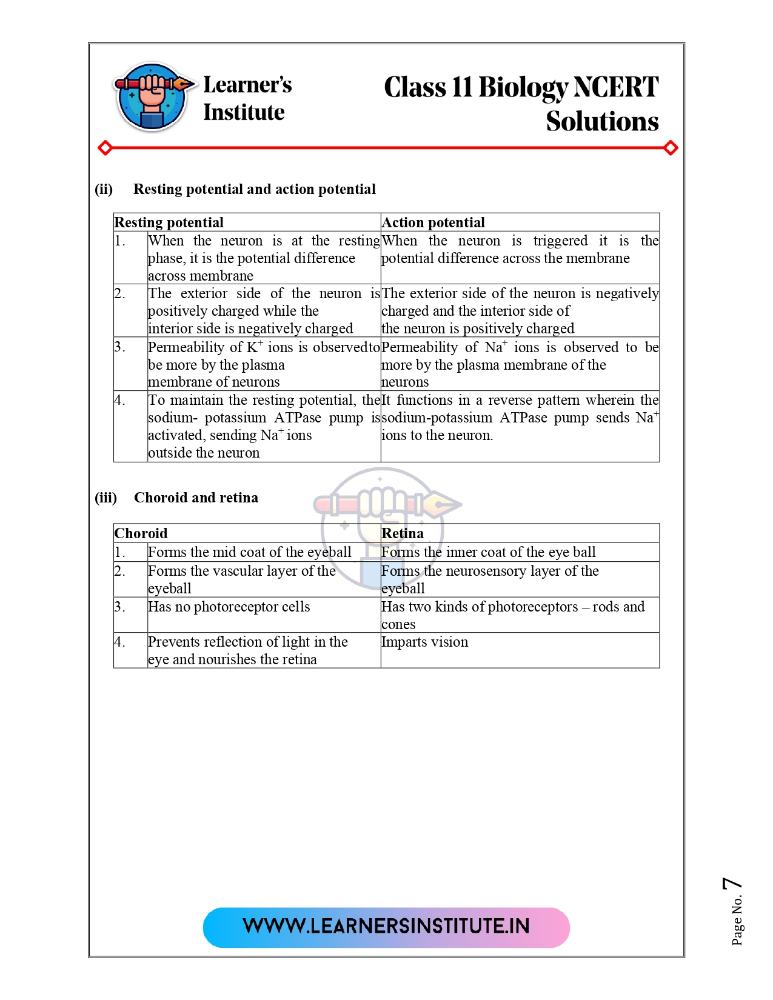 Learner's
Institute
Class 11 Biology NCERT
Solutions
(ii) Resting potential and action potential
Resting potential Action potential
1. When the neuron is at the resting When the neuron is triggered it is the
phase, it is the potential difference potential difference across the membrane
across membrane
2. The exterior side of the neuron is The exterior side of the neuron is negatively
positively charged while the charged and the interior side of
interior side is negatively charged the neuron is positively charged
3. Permeability of K⁺ ions is observedto Permeability of Na⁺ ions is observed to be
be more by the plasma more by the plasma membrane of the
membrane of neurons neurons
4. To maintain the resting potential, the It functions in a reverse pattern wherein the
sodium- potassium ATPase pump is sodium-potassium ATPase pump sends Na⁺
activated, sending Na⁺ ions ions to the neuron.
outside the neuron
(iii) Choroid and retina
Choroid Retina
1. Forms the mid coat of the eyeball Forms the inner coat of the eye ball
2. Forms the vascular layer of the Forms the neurosensory layer of the
eyeball eyeball
3. Has no photoreceptor cells Has two kinds of photoreceptors – rods and
cones
4. Prevents reflection of light in the Imparts vision
eye and nourishes the retina
WWW.LEARNERSINSTITUTE.IN
Page No. 7